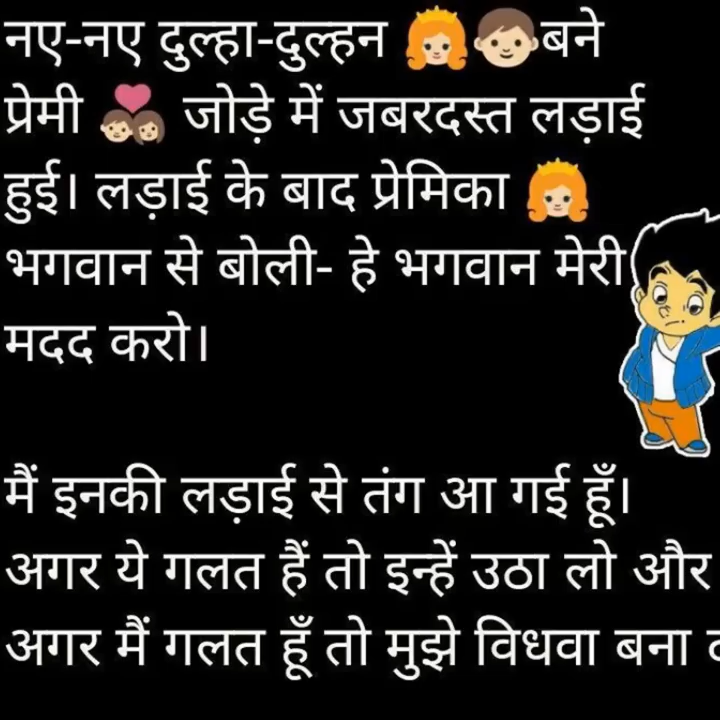 नए-नए दुल्हा-दुल्हन 👸👦 बने
प्रेमी 💑 जोड़े में जबरदस्त लड़ाई
हुई। लड़ाई के बाद प्रेमिका 👸
भगवान से बोली- हे भगवान मेरी
मदद करो।
मैं इनकी लड़ाई से तंग आ गई हूँ।
अगर ये गलत हैं तो इन्हें उठा लो और
अगर मैं गलत हूँ तो मुझे विधवा बना